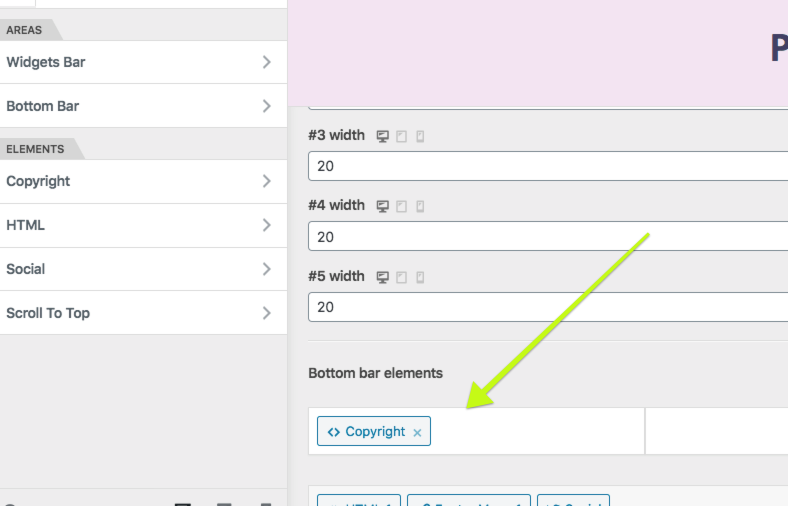 P
AREAS
Widgets Bar
Bottom Bar
ELEMENTS
Copyright
HTML
Social
Scroll To Top
#3 width
20
#4 width
20
#5 width
20
Bottom bar elements
Copyright ×